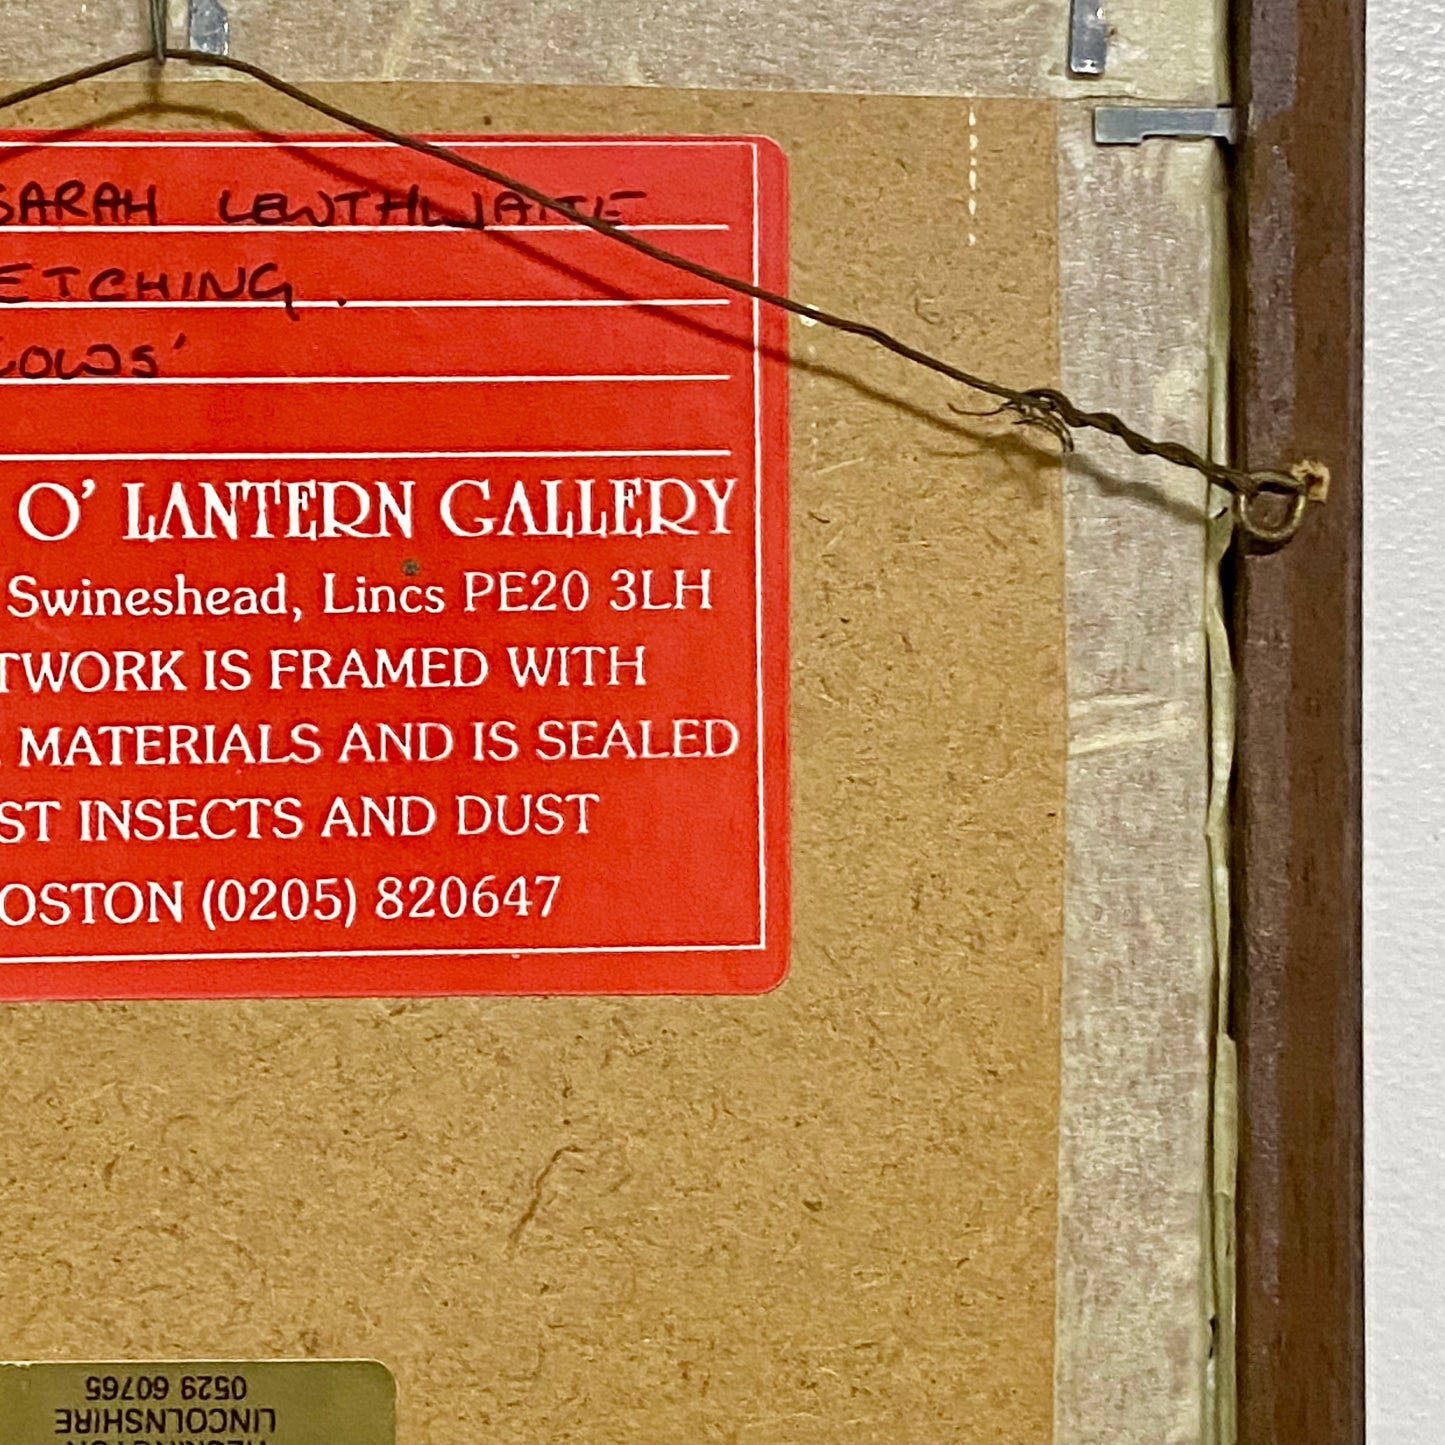 SARAH LEWTHWAITE
ETCHING.
LOWS'
O' LANTERN GALLERY
Swineshead, Lincs PE20 3LH
TWORK IS FRAMED WITH
MATERIALS AND IS SEALED
ST INSECTS AND DUST
OSTON (0205) 820647
LINCOLNSHIRE
0529 60765